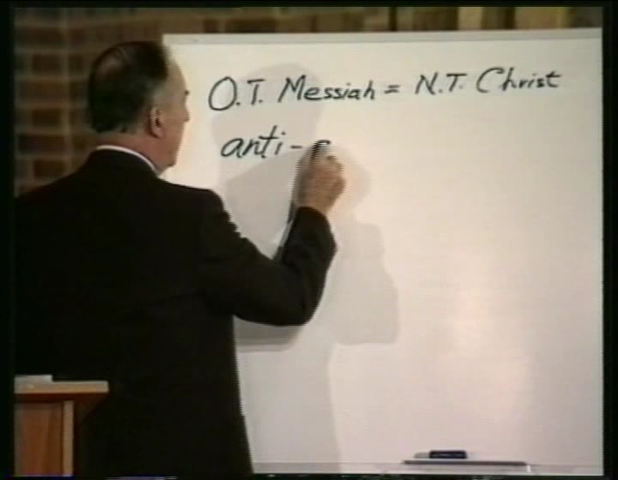 O.T. Messiah = N.T. Christ
anti-